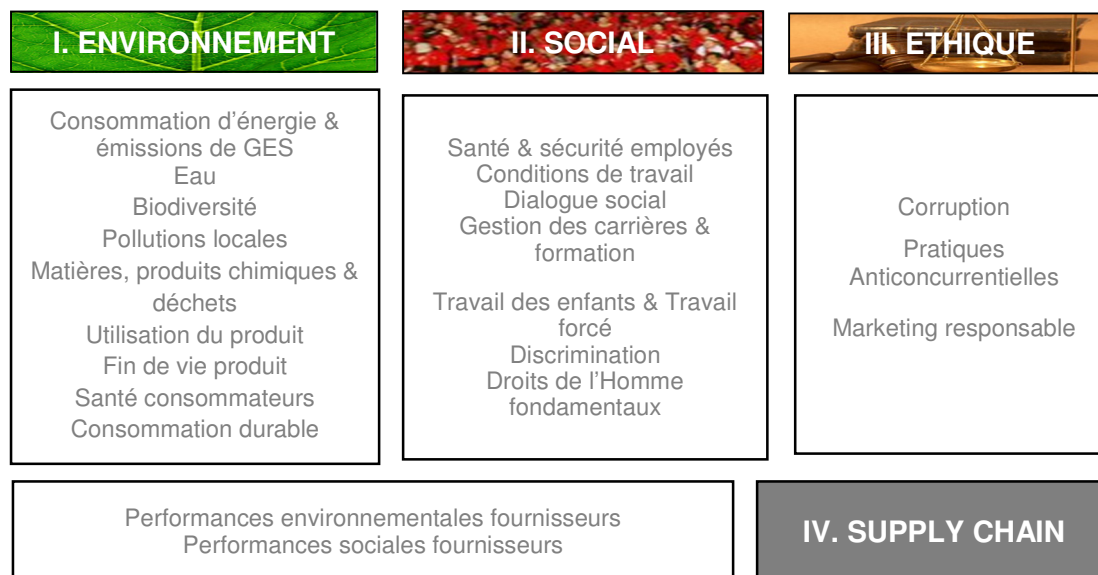 I. ENVIRONNEMENT
Consommation d'énergie &
émissions de GES
Eau
Biodiversité
Pollutions locales
Matières, produits chimiques &
déchets
Utilisation du produit
Fin de vie produit
Santé consommateurs
Consommation durable
II. SOCIAL
Santé & sécurité employés
Conditions de travail
Dialogue social
Gestion des carrières &
formation
Travail des enfants & Travail
forcé
Discrimination
Droits de l'Homme
fondamentaux
III. ETHIQUE
Corruption
Pratiques
Anticoncurrentielles
Marketing responsable
Performances environnementales fournisseurs
Performances sociales fournisseurs
IV. SUPPLY CHAIN